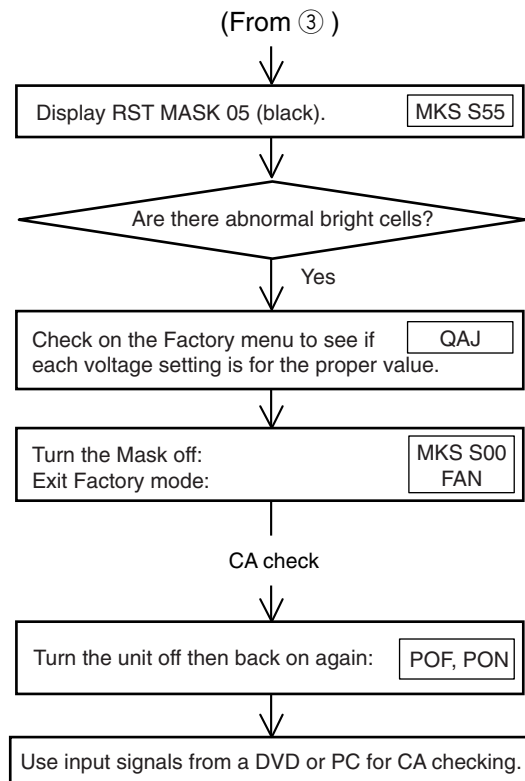 (From ③ )
Display RST MASK 05 (black). MKS S55
Are there abnormal bright cells?
Yes
Check on the Factory menu to see if QAJ
each voltage setting is for the proper value.
Turn the Mask off: MKS S00
Exit Factory mode: FAN
CA check
Turn the unit off then back on again: POF, PON
Use input signals from a DVD or PC for CA checking.